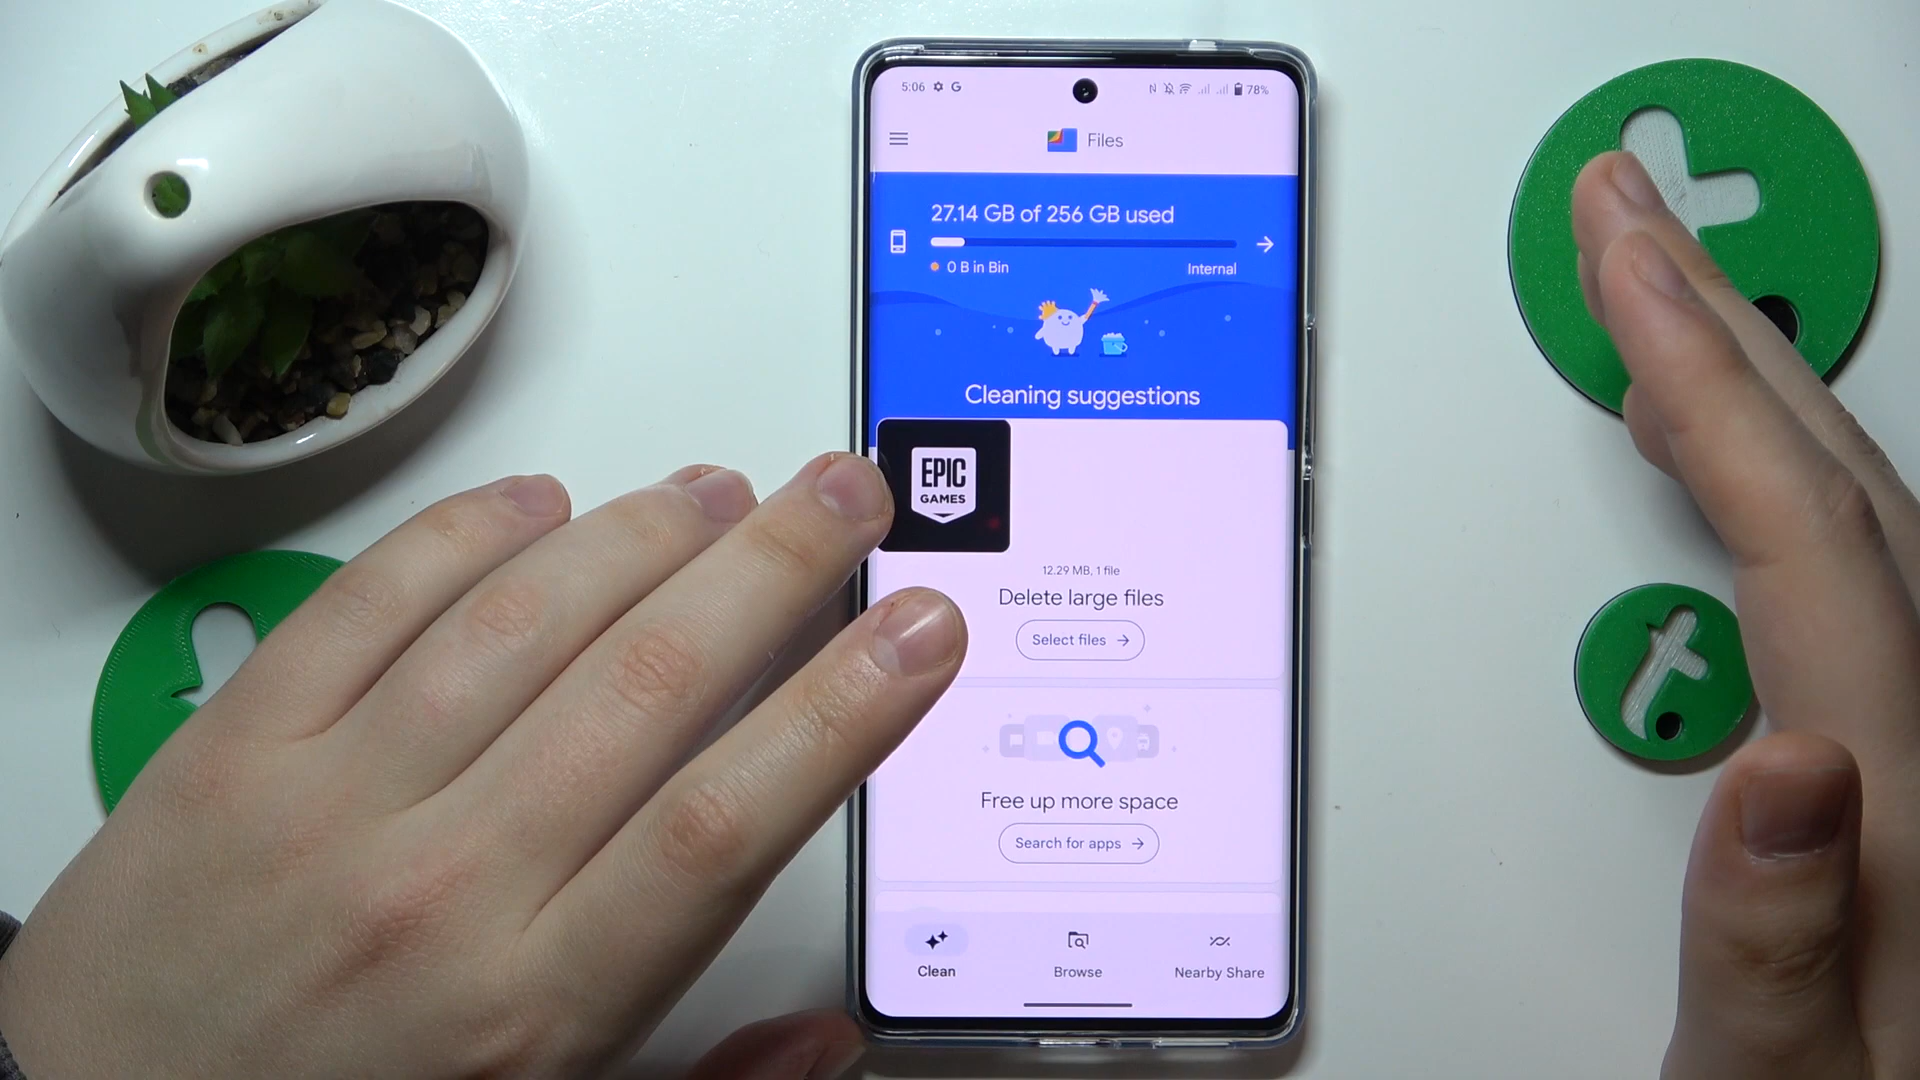 5:06 G 78%
Files
27.14 GB of 256 GB used
0 B in Bin Internal
Cleaning suggestions
EPIC
GAMES
12.29 MB, 1 file
Delete large files
Select files →
Free up more space
Search for apps →
Clean Browse Nearby Share